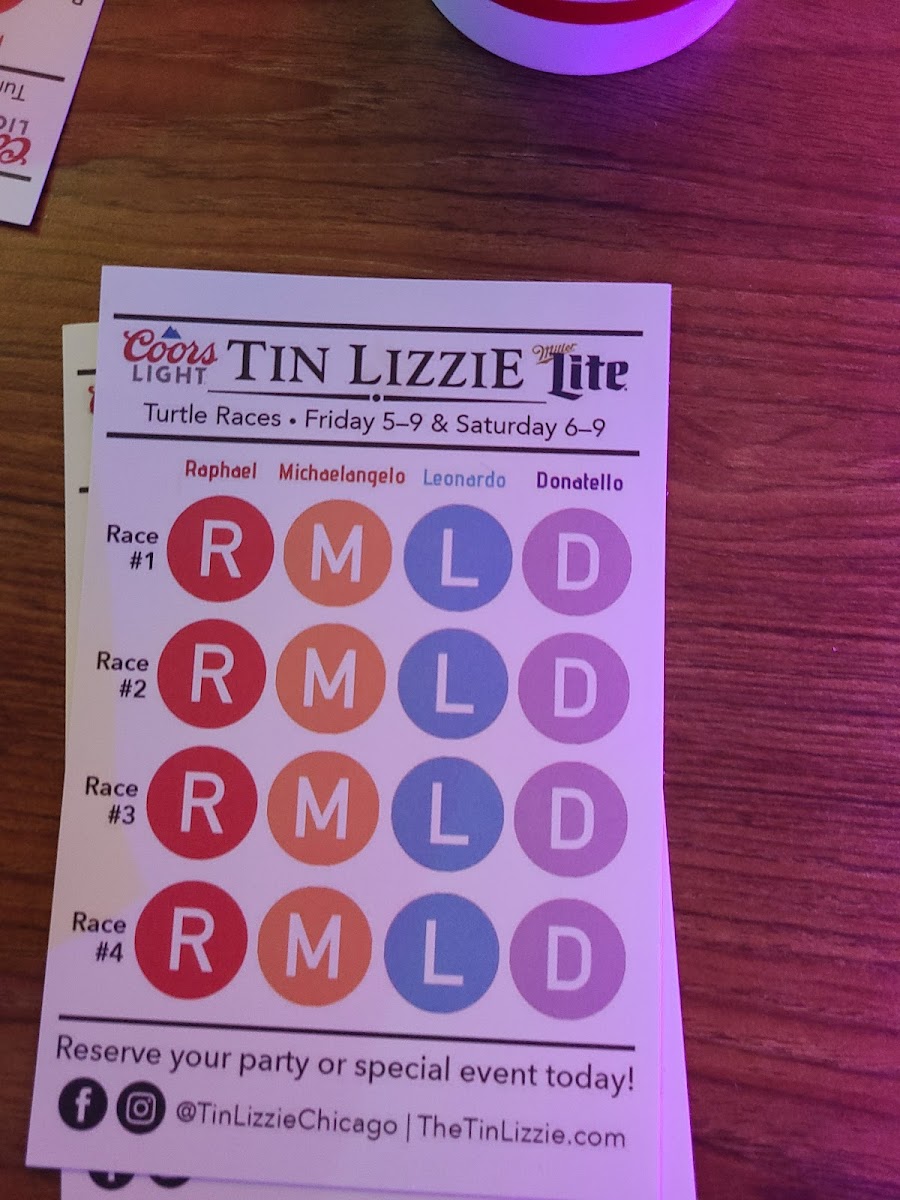 Coors
LIGHT
TIN LIZZIE
Miller
Lite
Turtle Races • Friday 5–9 & Saturday 6–9
Raphael Michaelangelo Leonardo Donatello
Race #1 R M L D
Race #2 R M L D
Race #3 R M L D
Race #4 R M L D
Reserve your party or special event today!
@TinLizzieChicago | TheTinLizzie.com